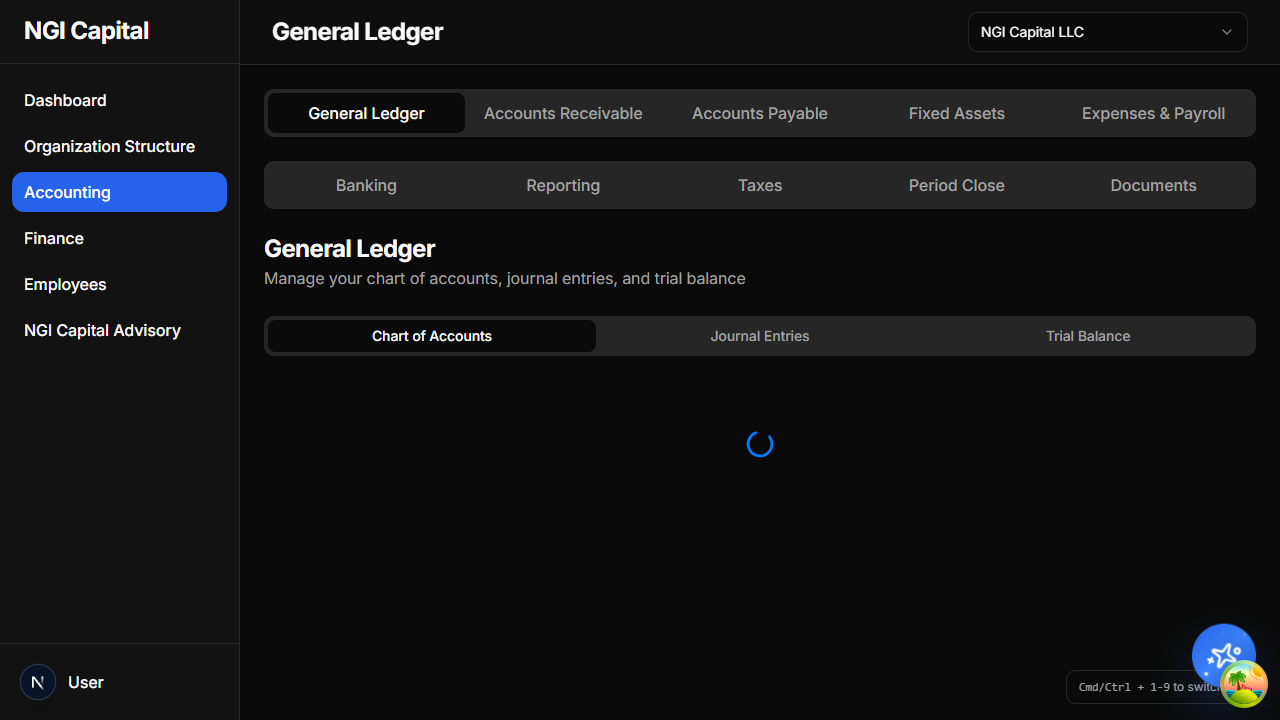 NGI Capital
General Ledger
NGI Capital LLC
Dashboard
Organization Structure
Accounting
Finance
Employees
NGI Capital Advisory
General Ledger
Accounts Receivable
Accounts Payable
Fixed Assets
Expenses & Payroll
Banking
Reporting
Taxes
Period Close
Documents
General Ledger
Manage your chart of accounts, journal entries, and trial balance
Chart of Accounts
Journal Entries
Trial Balance
N
User
Cmd/Ctrl + 1-9 to